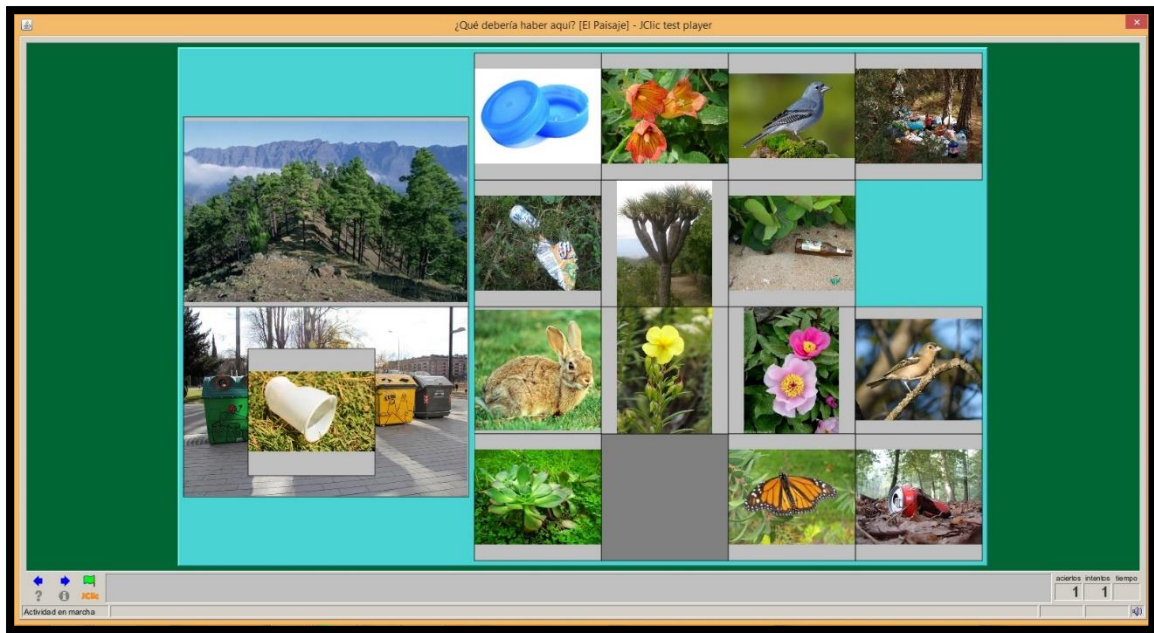 ¿Qué debería haber aquí? [El Paisaje] - JClic test player
aciertos intentos tiempo
1 1
JClic
Actividad en marcha